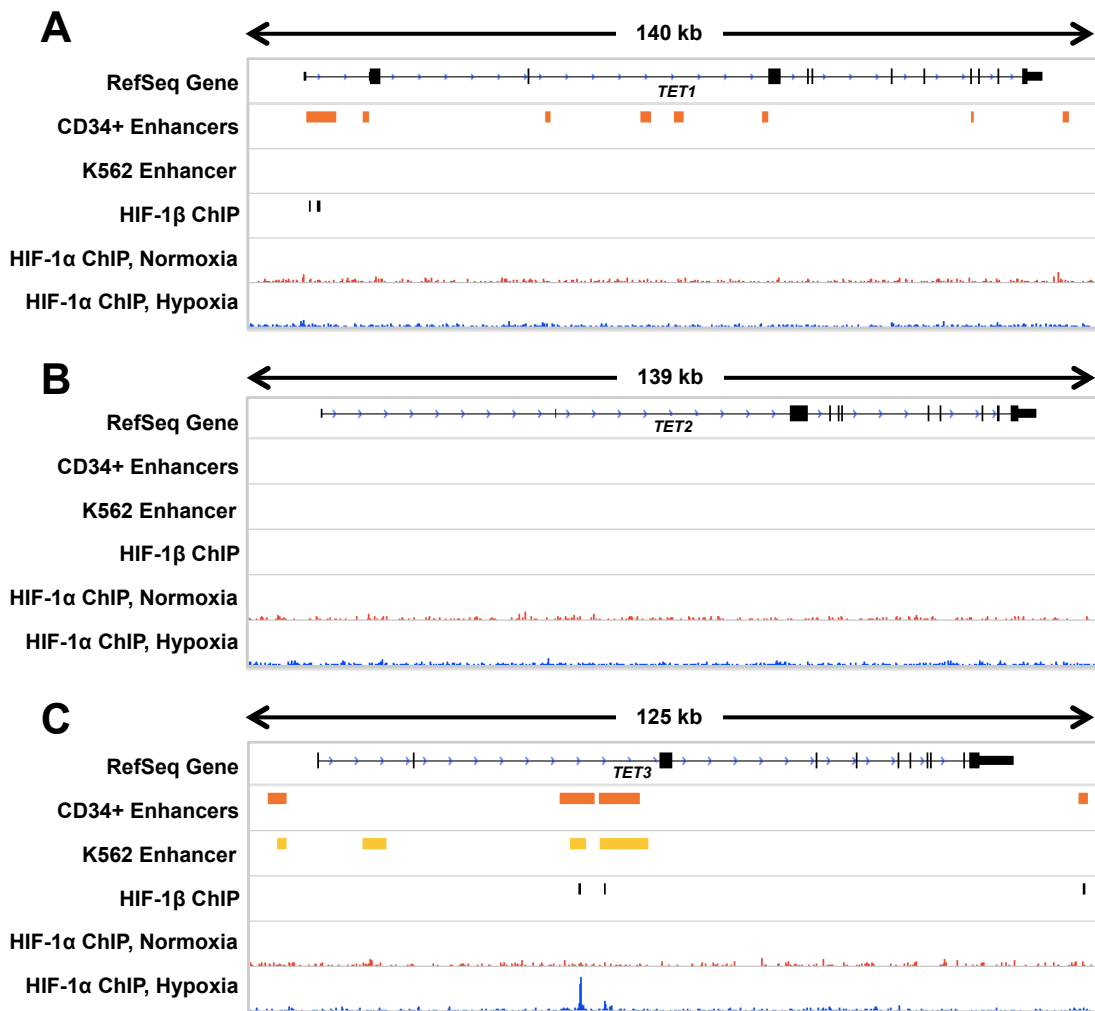 A
140 kb
RefSeq Gene
TET1
CD34+ Enhancers
K562 Enhancer
HIF-1β ChIP
HIF-1α ChIP, Normoxia
HIF-1α ChIP, Hypoxia
B
139 kb
RefSeq Gene
TET2
CD34+ Enhancers
K562 Enhancer
HIF-1β ChIP
HIF-1α ChIP, Normoxia
HIF-1α ChIP, Hypoxia
C
125 kb
RefSeq Gene
TET3
CD34+ Enhancers
K562 Enhancer
HIF-1β ChIP
HIF-1α ChIP, Normoxia
HIF-1α ChIP, Hypoxia